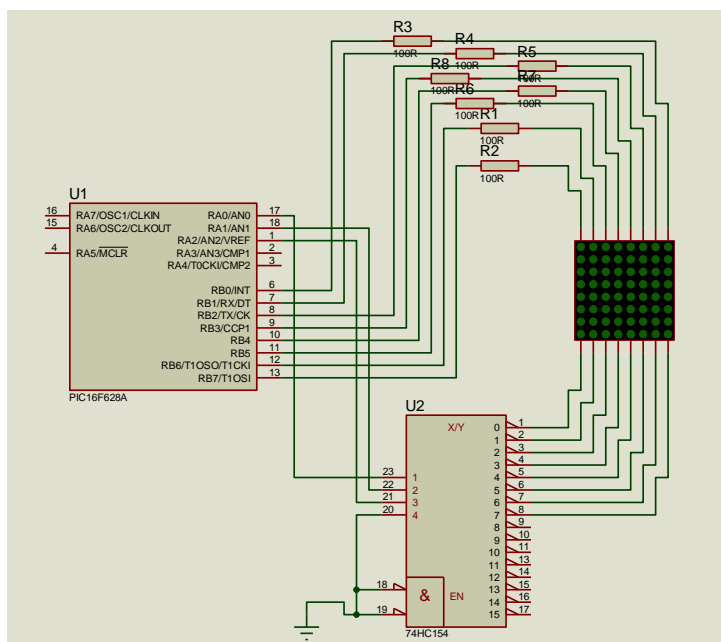 R3
100R
R4
100R
R5
100R
R8
100R
R7
100R
R6
100R
R1
100R
R2
100R
U1
16 RA7/OSC1/CLKIN RA0/AN0 17
15 RA6/OSC2/CLKOUT RA1/AN1 18
RA2/AN2/VREF 1
4 RA5/MCLR RA3/AN3/CMP1 2
RA4/T0CKI/CMP2 3
RB0/INT 6
RB1/RX/DT 7
RB2/TX/CK 8
RB3/CCP1 9
RB4 10
RB5 11
RB6/T1OSO/T1CKI 12
RB7/T1OSI 13
PIC16F628A
U2
X/Y
0 1
1 2
2 3
3 4
23 1 4 5
22 2 5 6
21 3 6 7
20 4 7 8
8 9
9 10
10 11
11 13
12 14
18 & EN 13 15
14 16
19 15 17
74HC154